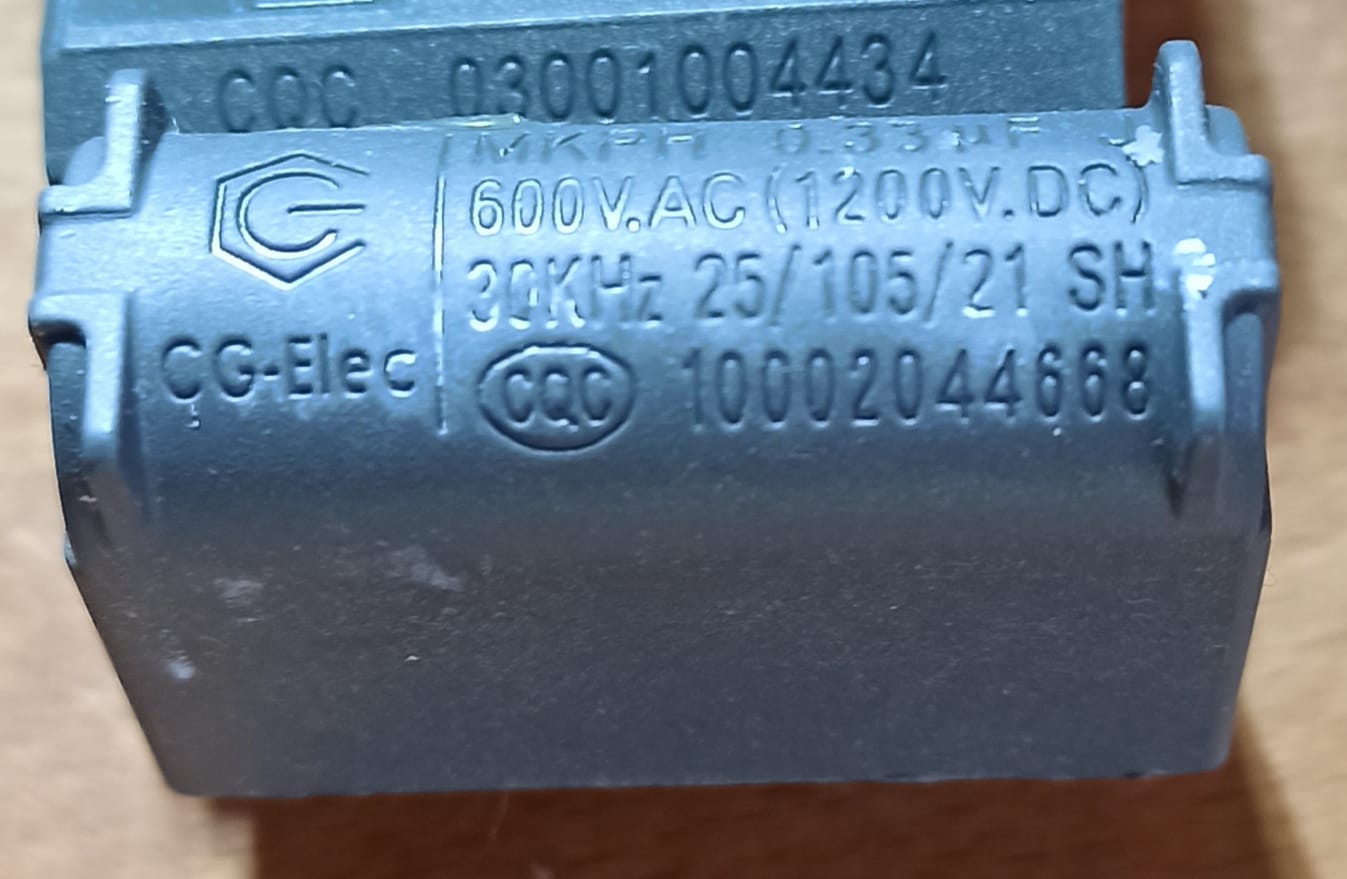 CQC 03001004434
MKPH 0.33µF J
600V.AC(1200V.DC)
30KHz 25/105/21 SH
CG-Elec
CQC 10002044668